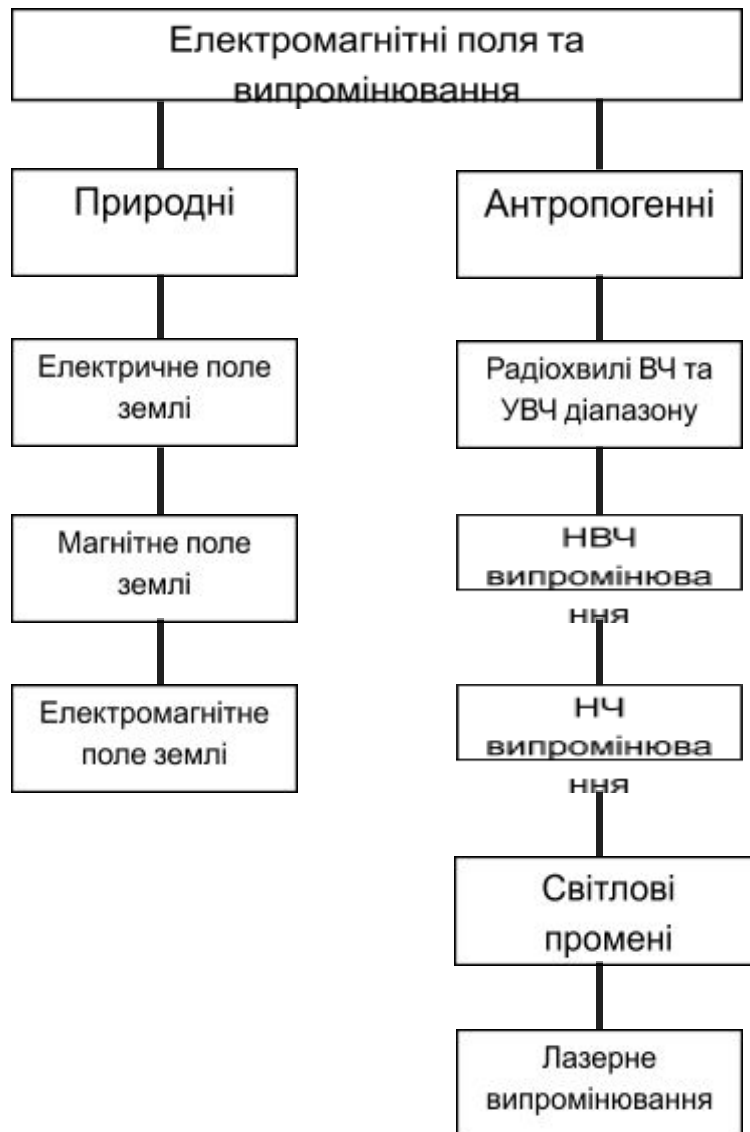 Електромагнітні поля та
випромінювання
Природні
Антропогенні
Електричне поле
землі
Радіохвилі ВЧ та
УВЧ діапазону
Магнітне поле
землі
НВЧ
випромінюва
ння
Електромагнітне
поле землі
НЧ
випромінюва
ння
Світлові
промені
Лазерне
випромінювання